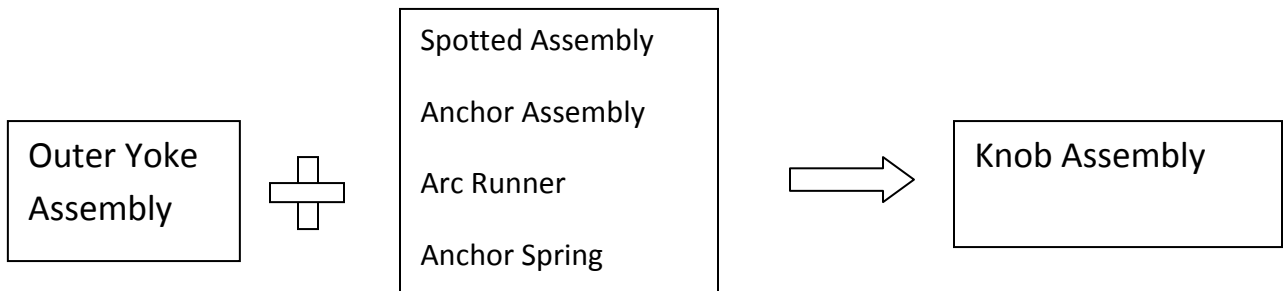 Outer Yoke
Assembly
Spotted Assembly
Anchor Assembly
Arc Runner
Anchor Spring
Knob Assembly